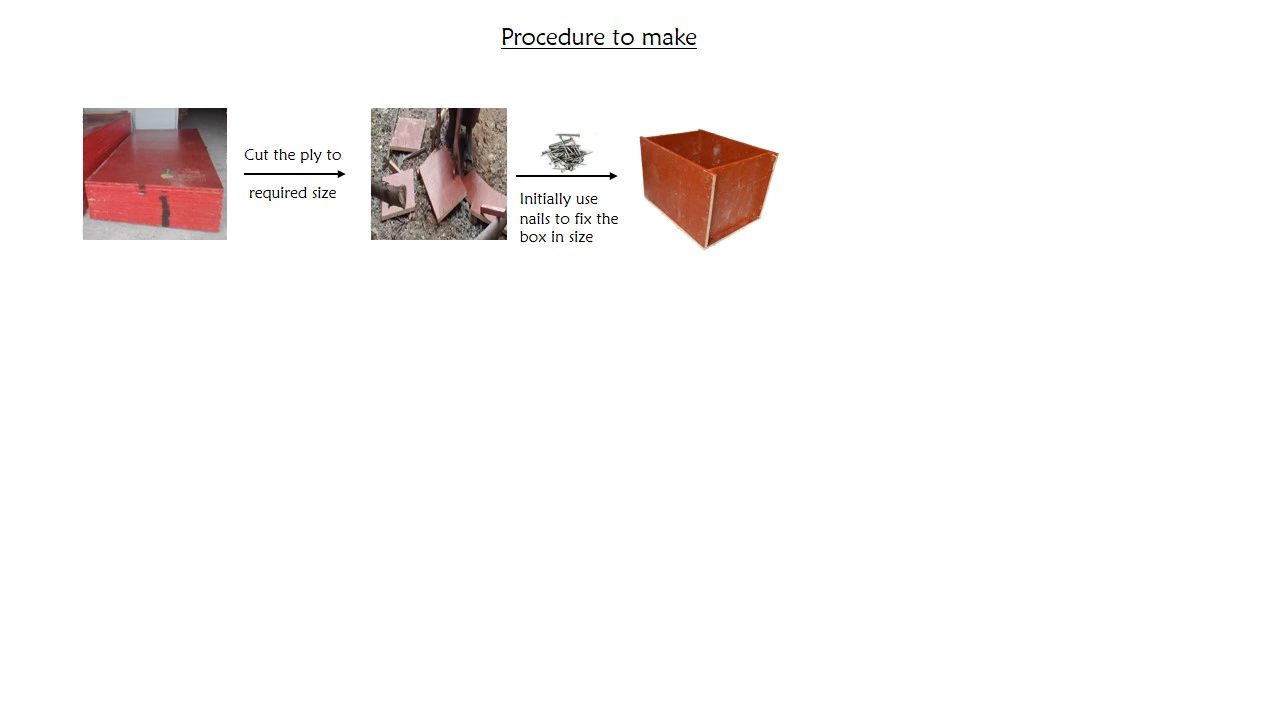 Procedure to make
Cut the ply to
required size
Initially use
nails to fix the
box in size